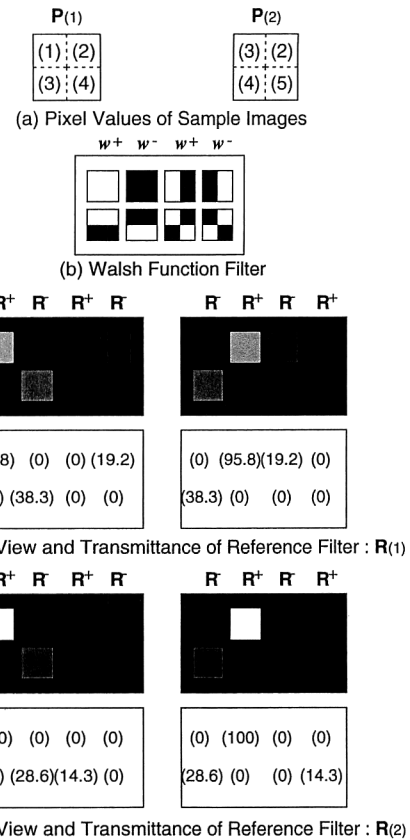 P(1) P(2)
(1) (2) (3) (2)
(3) (4) (4) (5)
(a) Pixel Values of Sample Images
w+ w- w+ w-
(b) Walsh Function Filter
R+ R- R+ R- R- R+ R- R+
8) (0) (0) (19.2) (0) (95.8)(19.2) (0)
) (38.3) (0) (0) (38.3) (0) (0) (0)
View and Transmittance of Reference Filter : R(1)
R+ R- R+ R- R- R+ R- R+
0) (0) (0) (0) (0) (100) (0) (0)
) (28.6)(14.3) (0) (28.6) (0) (0) (14.3)
View and Transmittance of Reference Filter : R(2)